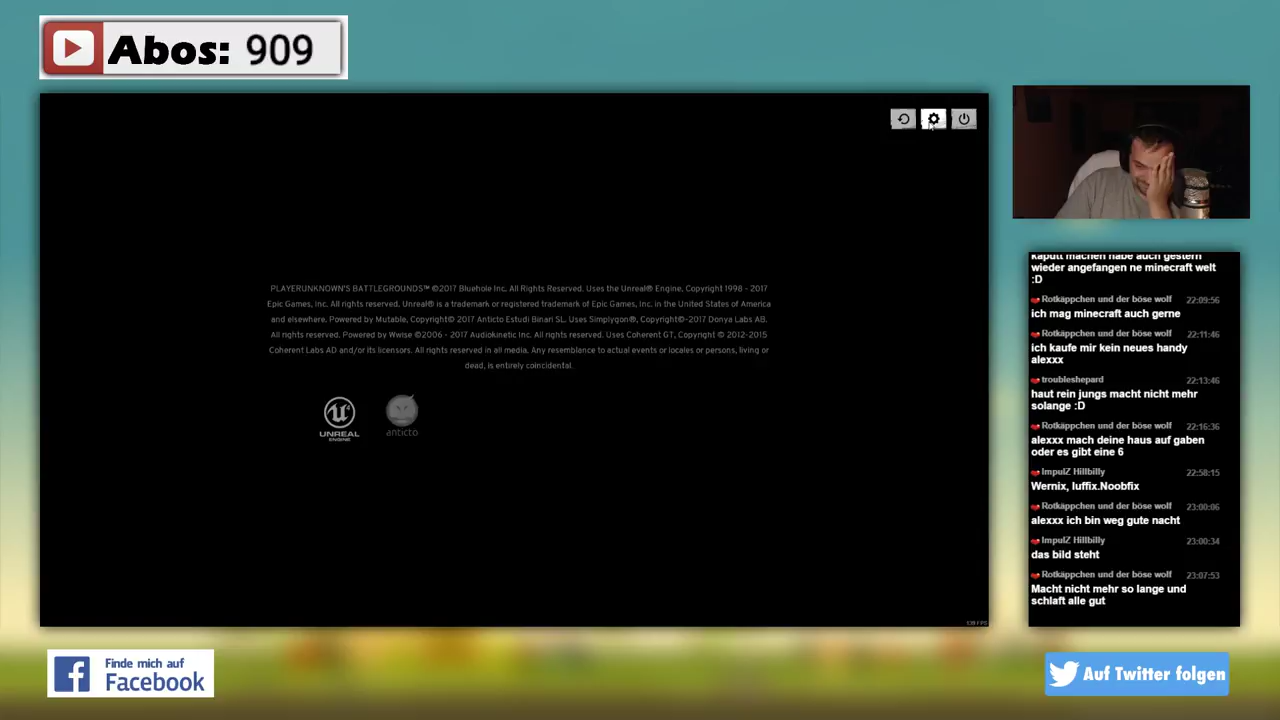 Abos: 909
PLAYERUNKNOWN'S BATTLEGROUNDS™ ©2017 Bluehole Inc. All Rights Reserved. Uses the Unreal® Engine, Copyright 1998 - 2017
Epic Games, Inc. All rights reserved. Unreal® is a trademark or registered trademark of Epic Games, Inc. in the United States of America
and elsewhere. Powered by Mutable, Copyright© 2017 Anticto Estudi Binari SL. Uses Simplygon®, Copyright©-2017 Donya Labs AB.
All rights reserved. Powered by Wwise ©2006 - 2017 Audiokinetic Inc. All rights reserved. Uses Coherent GT, Copyright © 2012-2015
Coherent Labs AD and/or its licensors. All rights reserved in all media. Any resemblance to actual events or locales or persons, living or
dead, is entirely coincidental.
UNREAL
ENGINE
anticto
139 FPS
kaputt machen habe auch gestern
wieder angefangen ne minecraft welt
:D
Rotkäppchen und der böse wolf 22:09:56
ich mag minecraft auch gerne
Rotkäppchen und der böse wolf 22:11:46
ich kaufe mir kein neues handy
alexxx
troubleshepard 22:13:46
haut rein jungs macht nicht mehr
solange :D
Rotkäppchen und der böse wolf 22:16:36
alexxx mach deine haus auf gaben
oder es gibt eine 6
ImpulZ Hillbilly 22:58:15
Wernix, luffix.Noobfix
Rotkäppchen und der böse wolf 23:00:06
alexxx ich bin weg gute nacht
ImpulZ Hillbilly 23:00:34
das bild steht
Rotkäppchen und der böse wolf 23:07:53
Macht nicht mehr so lange und
schlaft alle gut
Finde mich auf
Facebook
Auf Twitter folgen